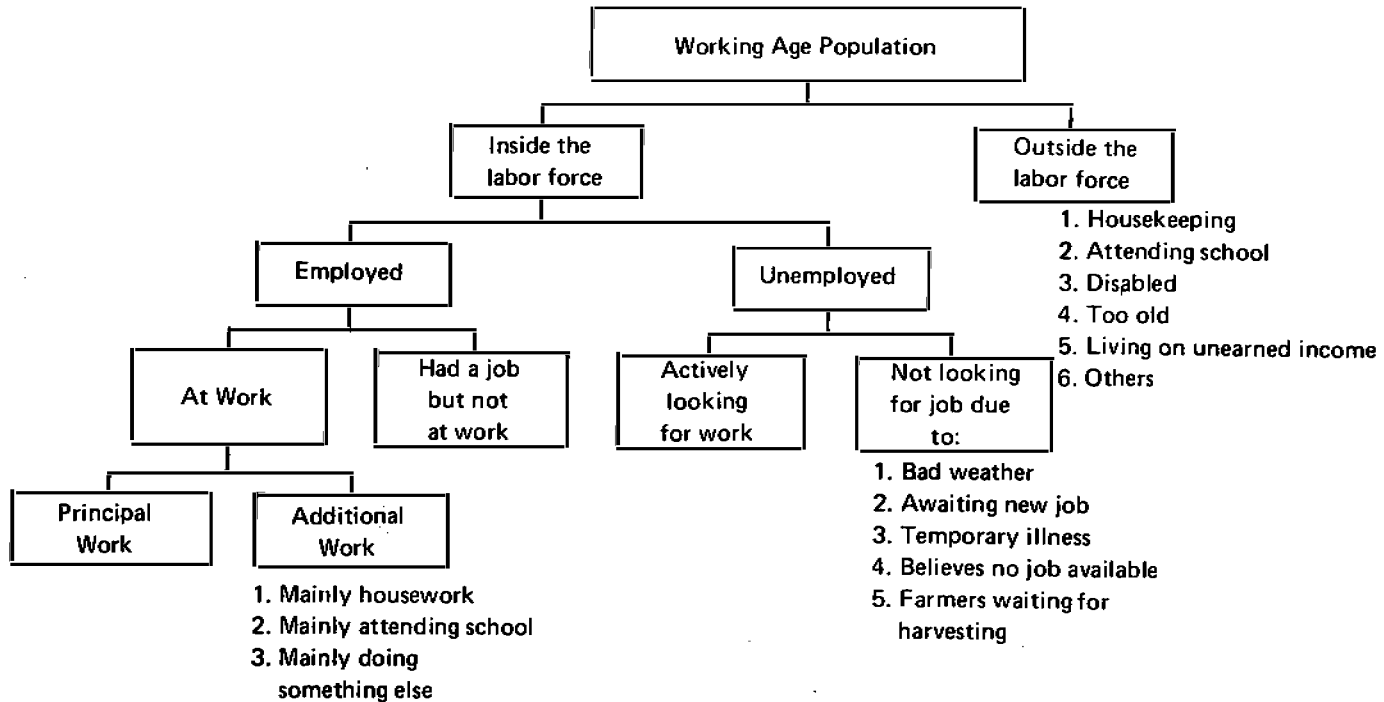 Working Age Population
Inside the
labor force
Outside the
labor force
1. Housekeeping
2. Attending school
3. Disabled
4. Too old
5. Living on unearned income
6. Others
Employed
Unemployed
At Work
Had a job
but not
at work
Actively
looking
for work
Not looking
for job due
to:
1. Bad weather
2. Awaiting new job
3. Temporary illness
4. Believes no job available
5. Farmers waiting for
harvesting
Principal
Work
Additional
Work
1. Mainly housework
2. Mainly attending school
3. Mainly doing
something else